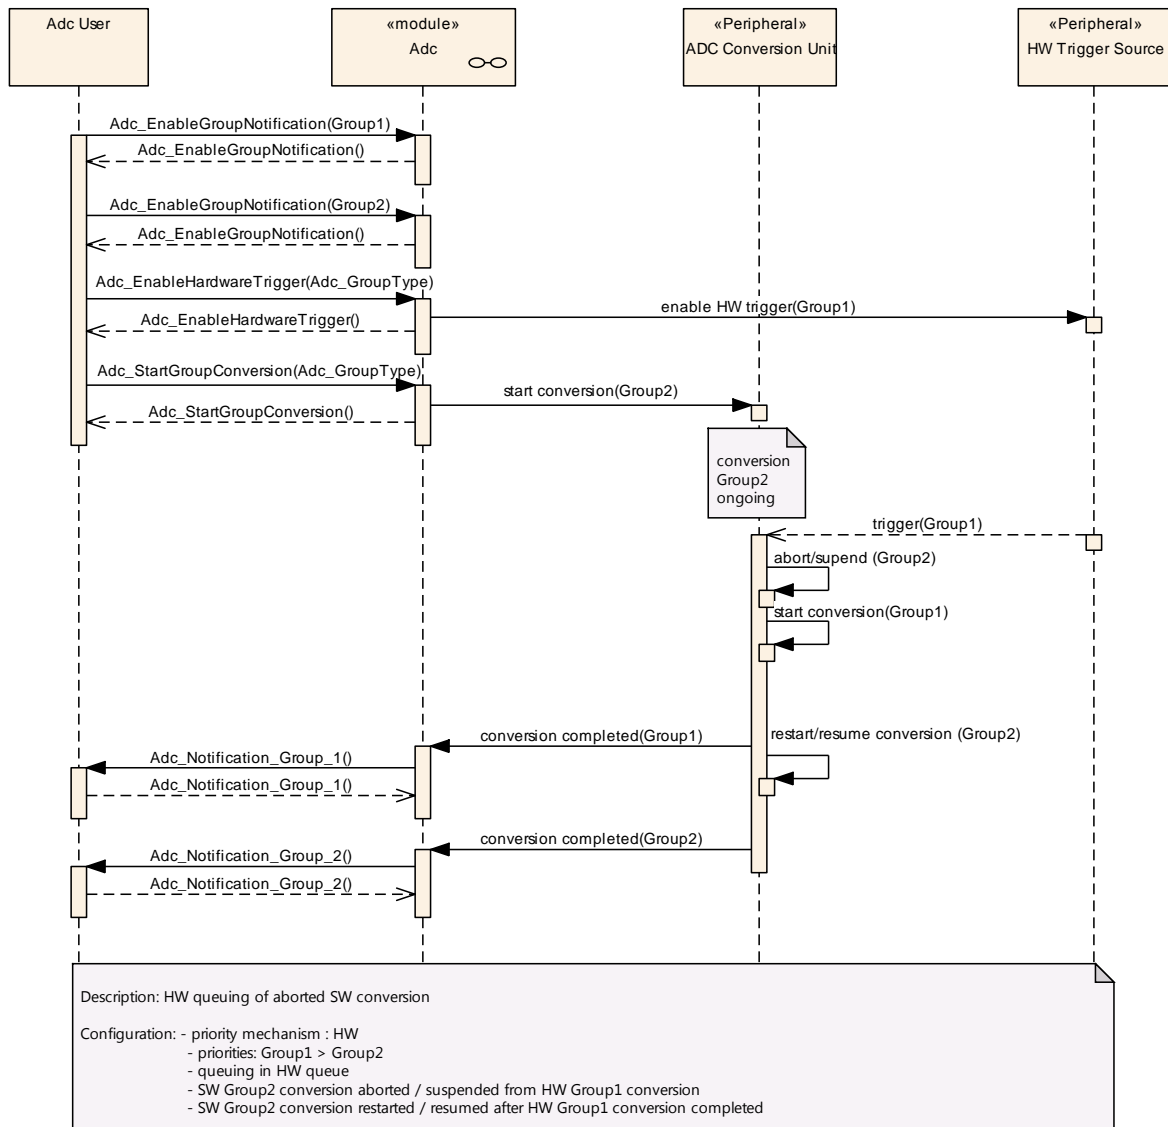 Adc User
«module»
Adc
«Peripheral»
ADC Conversion Unit
«Peripheral»
HW Trigger Source
Adc_EnableGroupNotification(Group1)
Adc_EnableGroupNotification()
Adc_EnableGroupNotification(Group2)
Adc_EnableGroupNotification()
Adc_EnableHardwareTrigger(Adc_GroupType)
enable HW trigger(Group1)
Adc_EnableHardwareTrigger()
Adc_StartGroupConversion(Adc_GroupType)
start conversion(Group2)
Adc_StartGroupConversion()
conversion
Group2
ongoing
trigger(Group1)
abort/supend (Group2)
start conversion(Group1)
restart/resume conversion (Group2)
conversion completed(Group1)
Adc_Notification_Group_1()
Adc_Notification_Group_1()
conversion completed(Group2)
Adc_Notification_Group_2()
Adc_Notification_Group_2()
Description: HW queuing of aborted SW conversion
Configuration: - priority mechanism : HW
- priorities: Group1 > Group2
- queuing in HW queue
- SW Group2 conversion aborted / suspended from HW Group1 conversion
- SW Group2 conversion restarted / resumed after HW Group1 conversion completed